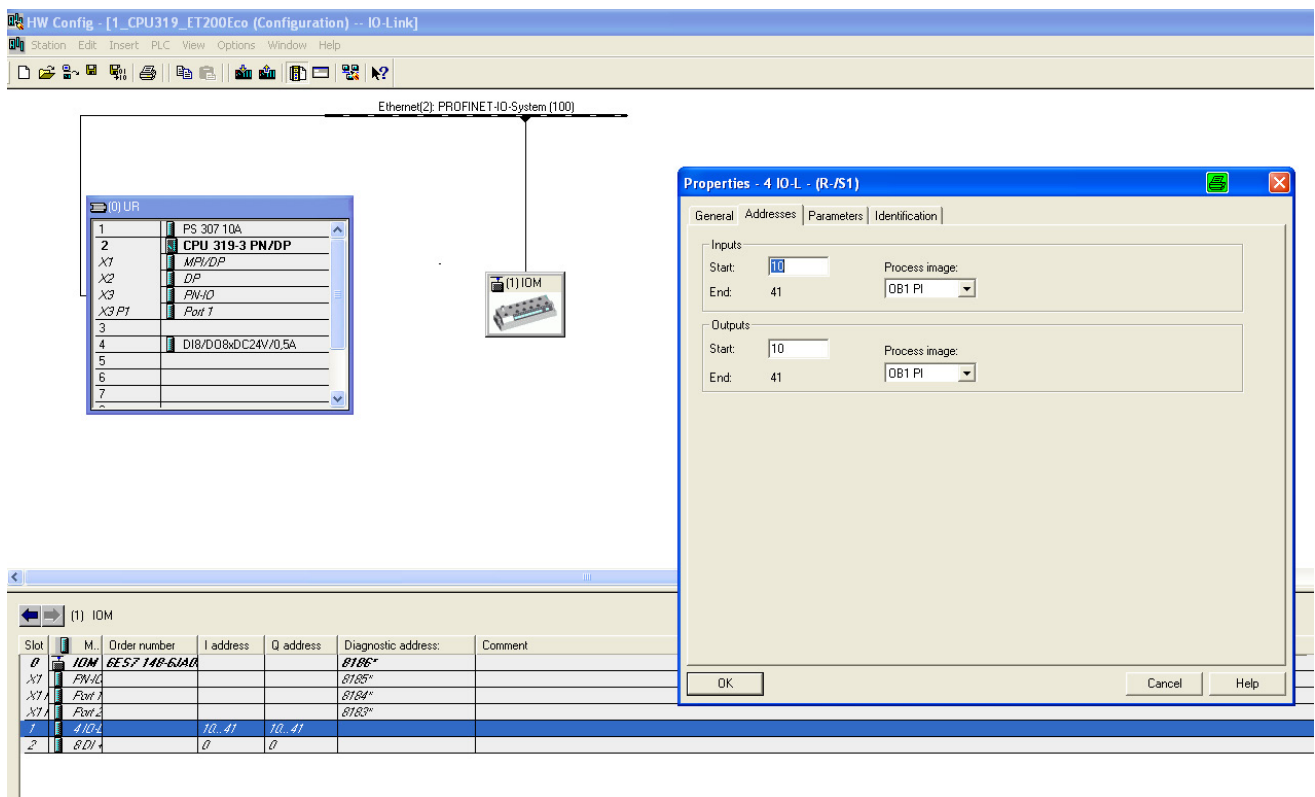 HW Config - [1_CPU319_ET200Eco (Configuration) -- IO-Link]
Station Edit Insert PLC View Options Window Help
Ethernet(2): PROFINET-IO-System (100)
(0) UR
1 PS 307 10A
2 CPU 319-3 PN/DP
X1 MPI/DP
X2 DP
X3 PN-IO
X3 P1 Port 1
3
4 DI8/DO8xDC24V/0,5A
5
6
7
(1) IOM
Properties - 4 IO-L - (R-/S1)
General Addresses Parameters Identification
Inputs
Start: 10 Process image:
End: 41 OB1 PI
Outputs
Start: 10 Process image:
End: 41 OB1 PI
OK Cancel Help
(1) IOM
Slot M.. Order number I address Q address Diagnostic address: Comment
0 IOM 6ES7 148-6JA0 8186*
X1 PN-IO 8185*
X1 Port 1 8184*
X1 Port 2 8183*
1 4 IO-L 10..41 10..41
2 8 DI + 0 0